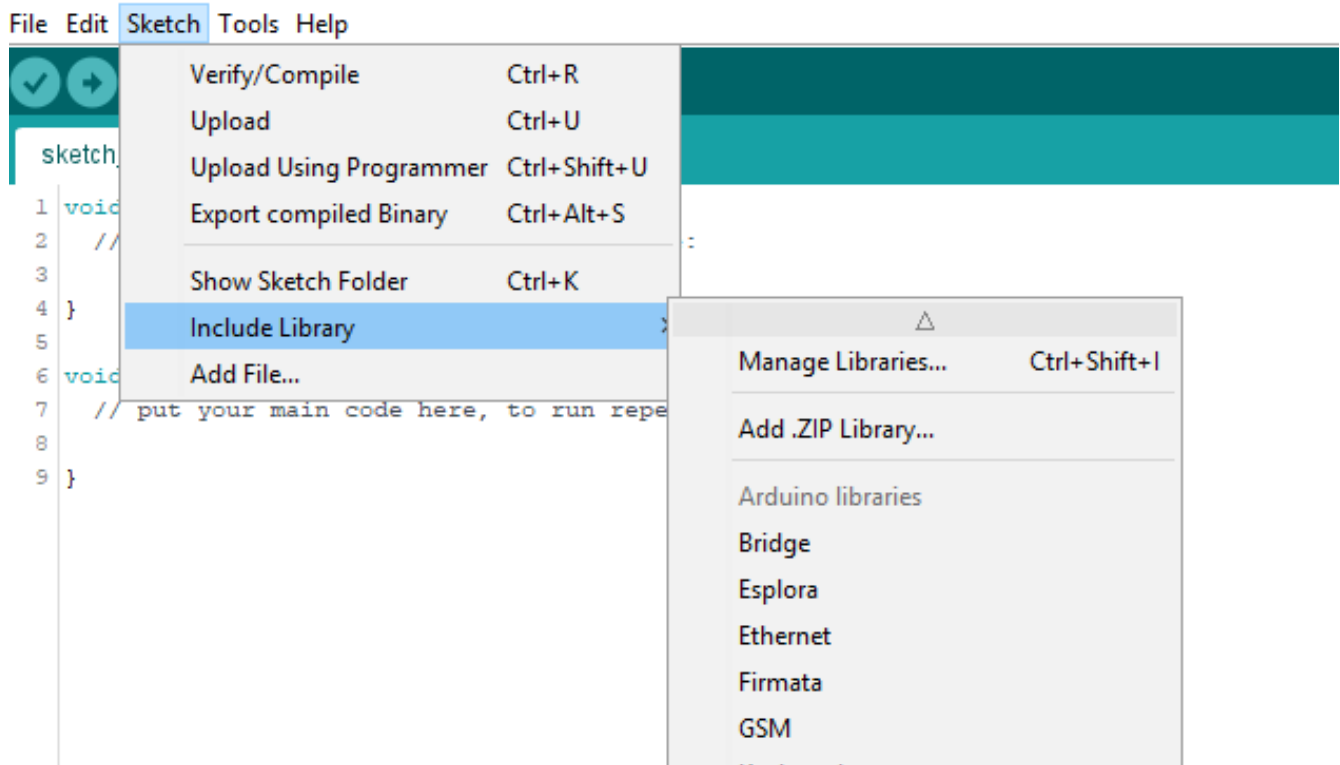 File Edit Sketch Tools Help
Verify/Compile Ctrl+R
Upload Ctrl+U
Upload Using Programmer Ctrl+Shift+U
Export compiled Binary Ctrl+Alt+S
Show Sketch Folder Ctrl+K
Include Library
Add File...
Manage Libraries... Ctrl+Shift+I
Add .ZIP Library...
Arduino libraries
Bridge
Esplora
Ethernet
Firmata
GSM
sketch_
1 void
2 // :
3
4 }
5
6 void
7 // put your main code here, to run repe
8
9 }